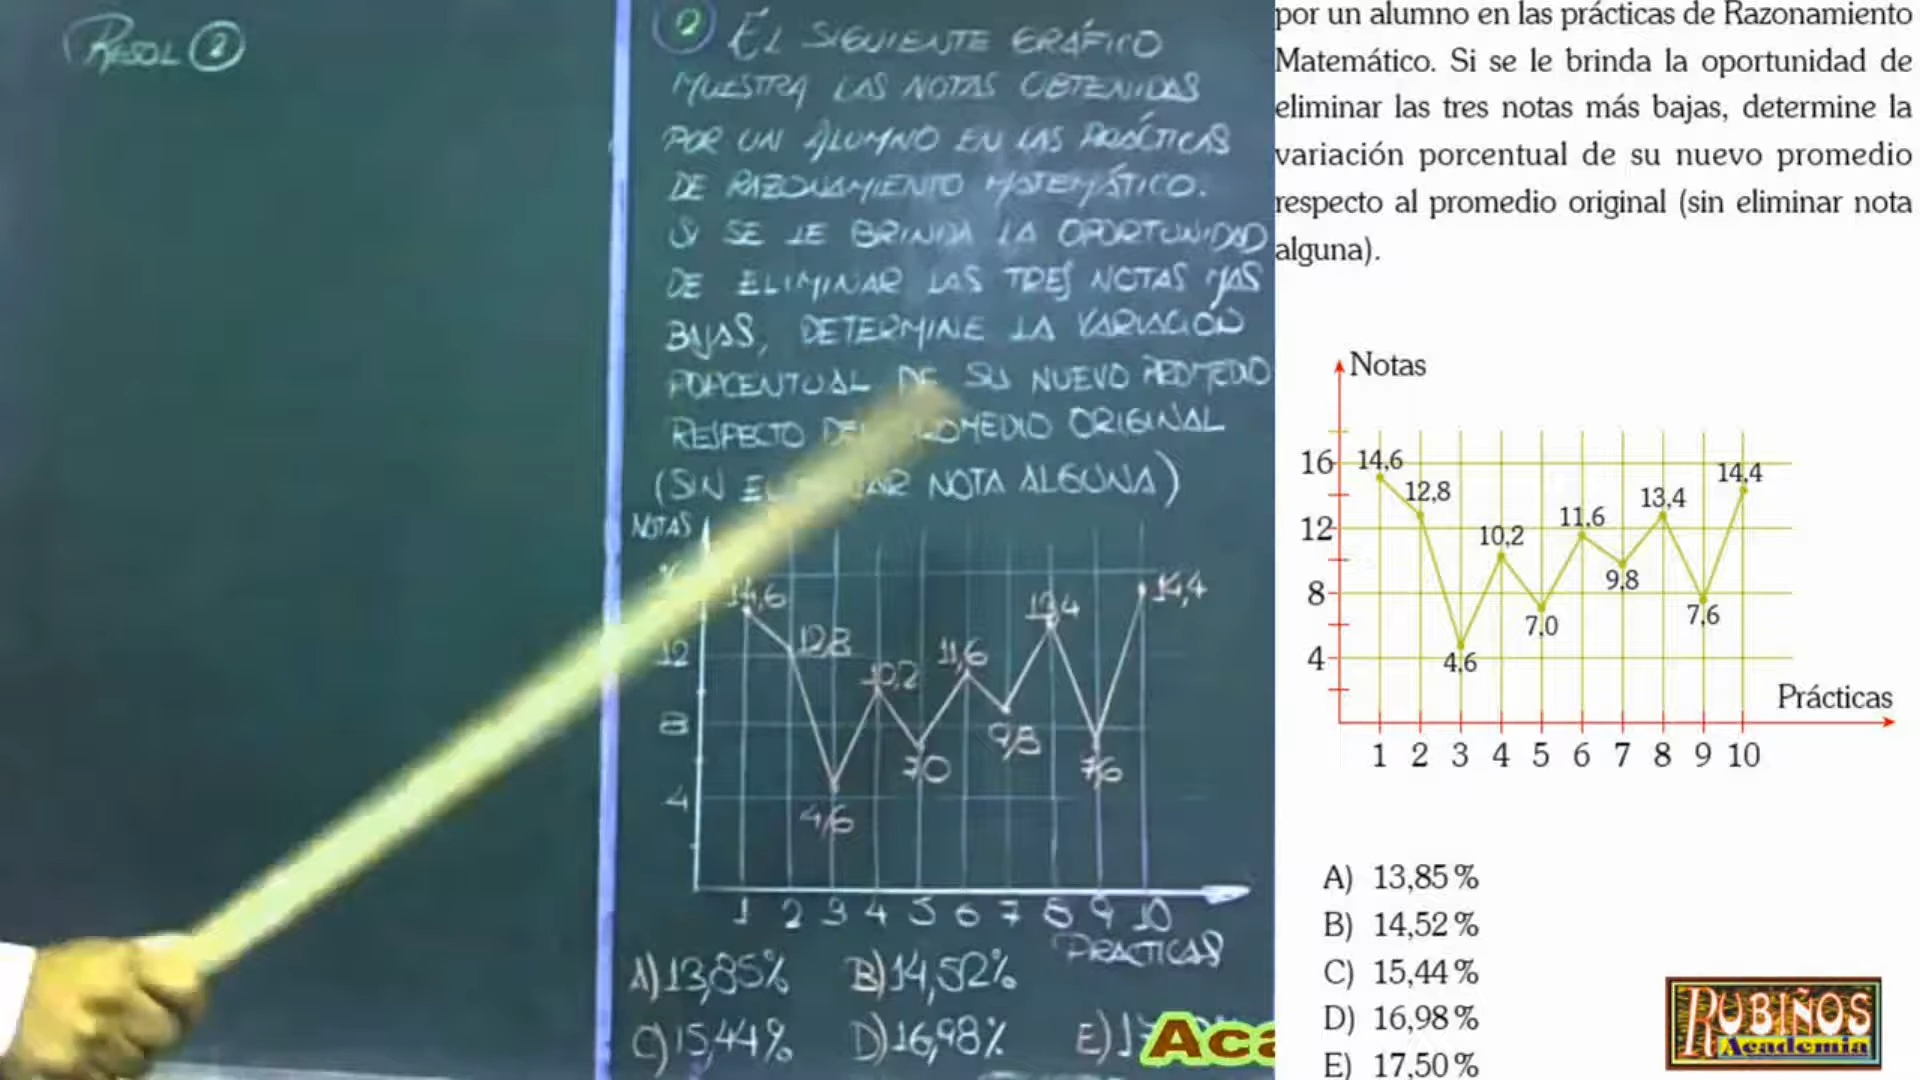 RESOL 2
2 EL SIGUIENTE GRÁFICO
MUESTRA LAS NOTAS OBTENIDAS
POR UN ALUMNO EN LAS PRÁCTICAS
DE RAZONAMIENTO MATEMÁTICO.
SI SE LE BRINDA LA OPORTUNIDAD
DE ELIMINAR LAS TRES NOTAS MAS
BAJAS, DETERMINE LA VARIACIÓN
PORCENTUAL DE SU NUEVO PROMEDIO
RESPECTO ORIGINAL
(SIN NOTA ALGUNA)
NOTAS
14,6 12,8 4,6 10,2 7,0 11,6 9,8 13,4 7,6 14,4
12
8
4
1 2 3 4 5 6 7 8 9 10
PRACTICAS
A) 13,85% B) 14,52%
C) 15,44% D) 16,98% E)
Aca
por un alumno en las prácticas de Razonamiento
Matemático. Si se le brinda la oportunidad de
eliminar las tres notas más bajas, determine la
variación porcentual de su nuevo promedio
respecto al promedio original (sin eliminar nota
alguna).
Notas
16
12
8
4
14,6 12,8 4,6 10,2 7,0 11,6 9,8 13,4 7,6 14,4
Prácticas
1 2 3 4 5 6 7 8 9 10
A) 13,85 %
B) 14,52 %
C) 15,44 %
D) 16,98 %
E) 17,50 %
RUBIÑOS
Academia